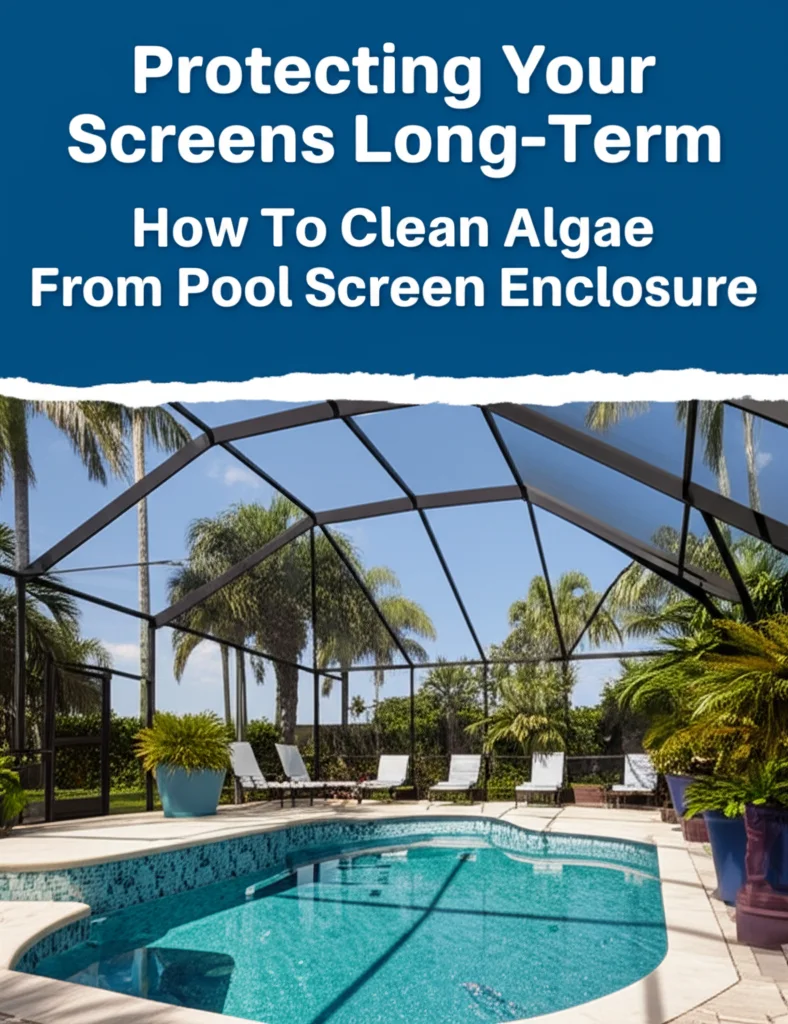 Protecting Your
Screens Long-Term
How To Clean Algae
From Pool Screen Enclosure